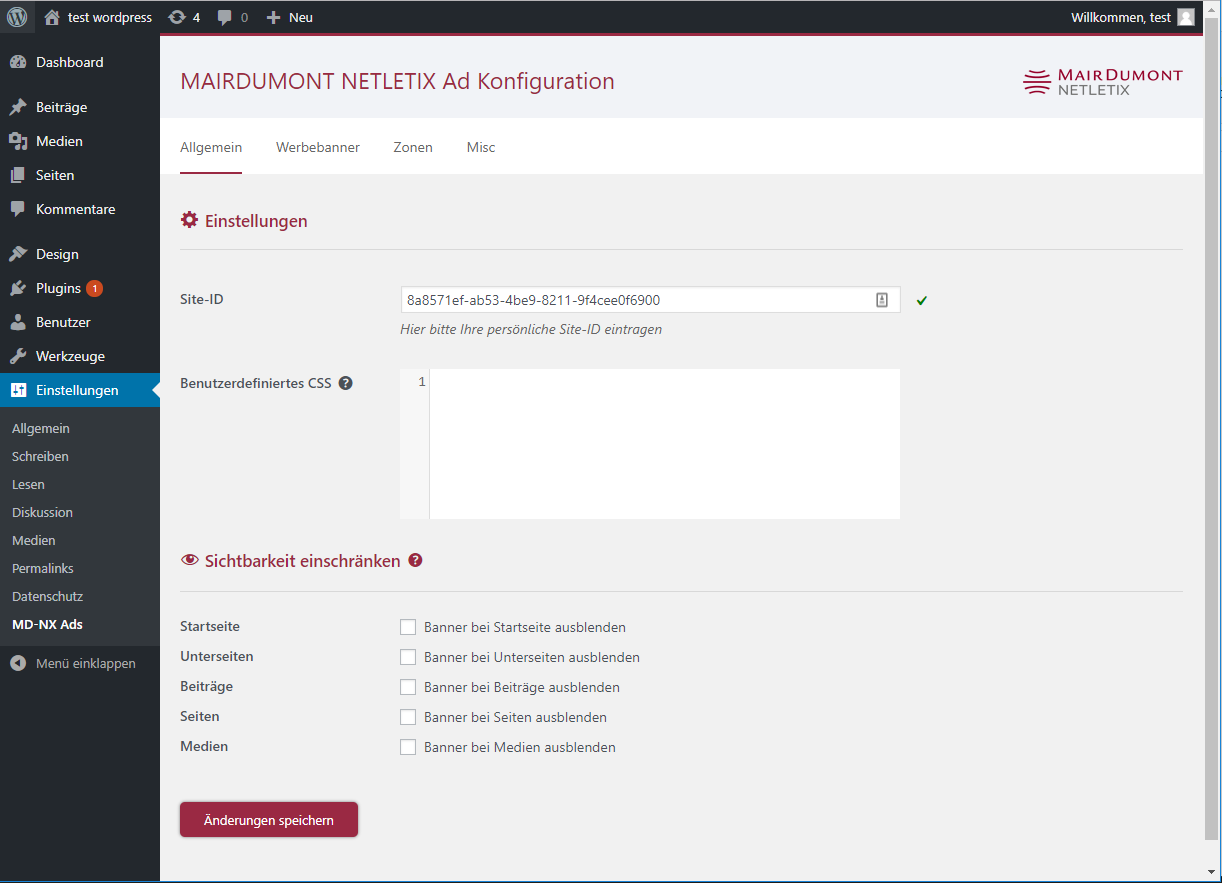 test wordpress 4 0 Neu Willkommen, test
Dashboard
Beiträge
Medien
Seiten
Kommentare
Design
Plugins 1
Benutzer
Werkzeuge
Einstellungen
Allgemein
Schreiben
Lesen
Diskussion
Medien
Permalinks
Datenschutz
MD-NX Ads
Menü einklappen
MAIRDUMONT NETLETIX Ad Konfiguration
MAIRDUMONT
NETLETIX
Allgemein Werbebanner Zonen Misc
Einstellungen
Site-ID 8a8571ef-ab53-4be9-8211-9f4cee0f6900
Hier bitte Ihre persönliche Site-ID eintragen
Benutzerdefiniertes CSS ? 1
Sichtbarkeit einschränken ?
Startseite Banner bei Startseite ausblenden
Unterseiten Banner bei Unterseiten ausblenden
Beiträge Banner bei Beiträge ausblenden
Seiten Banner bei Seiten ausblenden
Medien Banner bei Medien ausblenden
Änderungen speichern